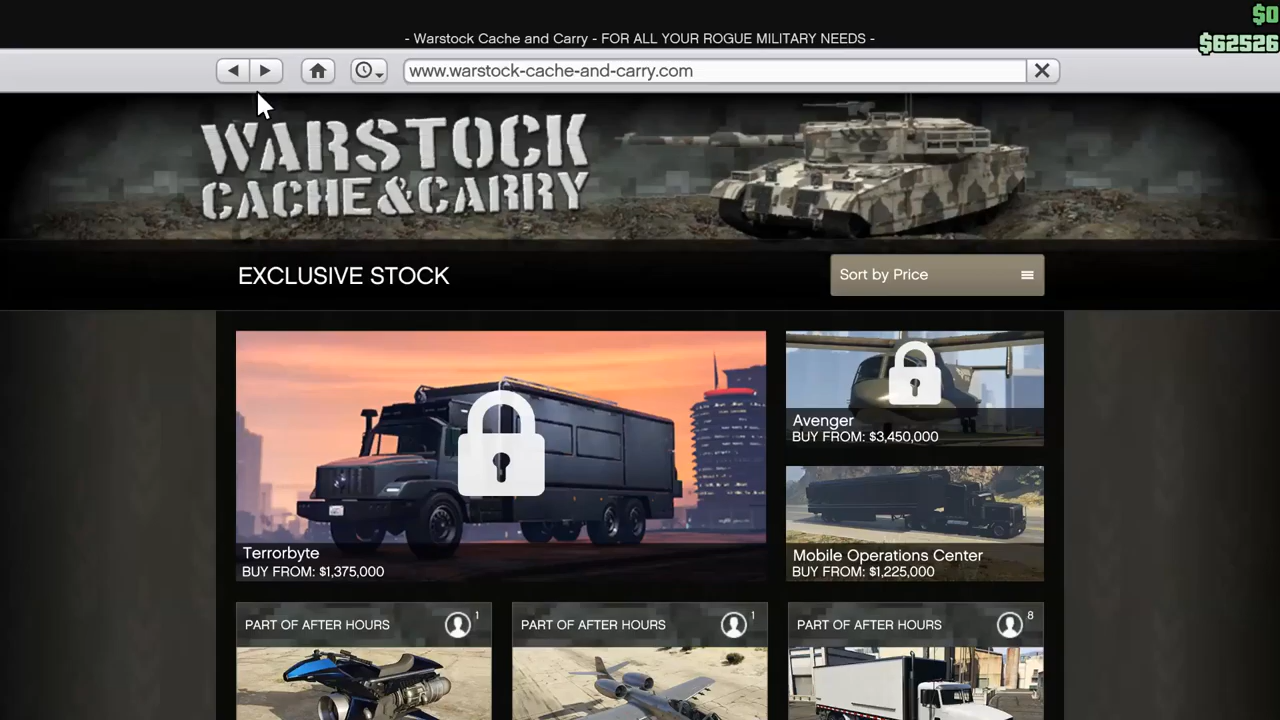 $0
- Warstock Cache and Carry - FOR ALL YOUR ROGUE MILITARY NEEDS -
$62526
www.warstock-cache-and-carry.com
WARSTOCK
CACHE&CARRY
EXCLUSIVE STOCK
Sort by Price
Avenger
BUY FROM: $3,450,000
Terrorbyte
BUY FROM: $1,375,000
Mobile Operations Center
BUY FROM: $1,225,000
PART OF AFTER HOURS 1
PART OF AFTER HOURS 1
PART OF AFTER HOURS 8